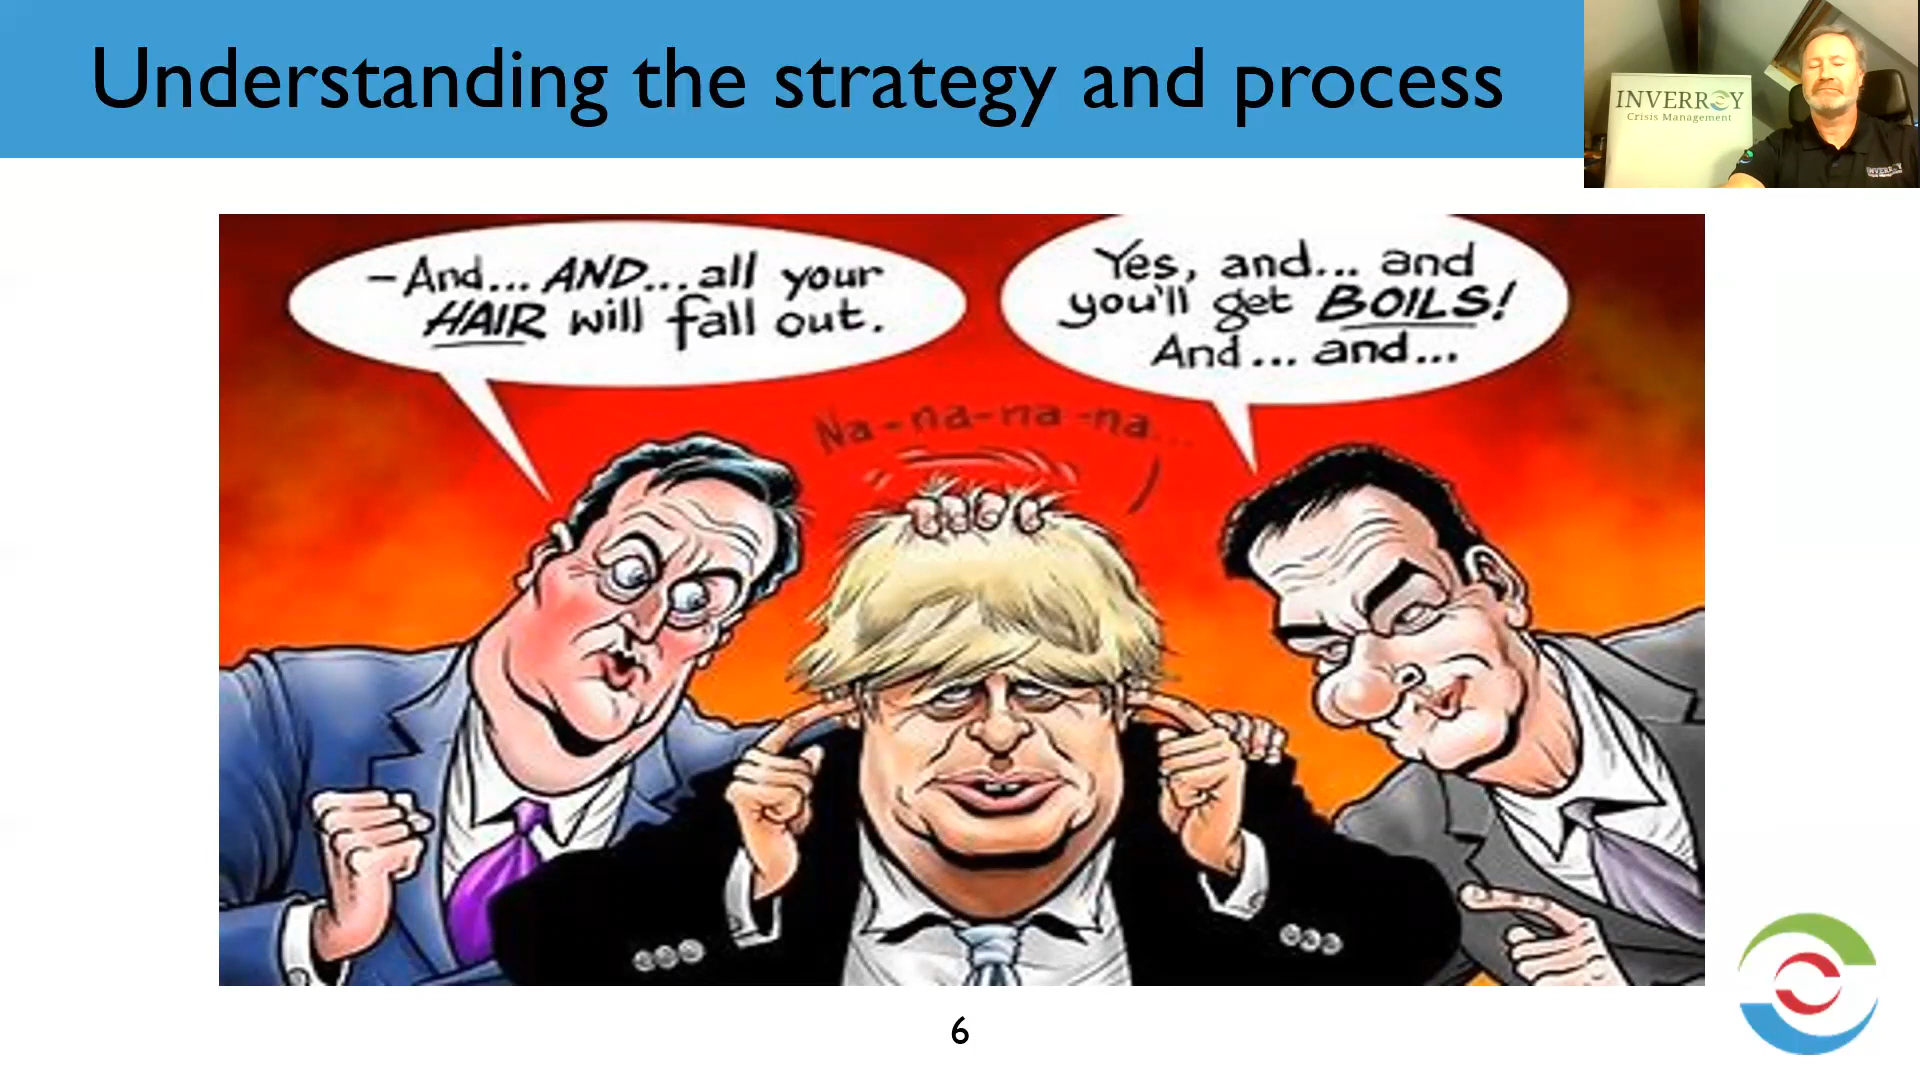 Understanding the strategy and process
INVERROY
Crisis Management
INVERROY
–And... AND...all your
HAIR will fall out.
Yes, and... and
you'll get BOILS!
And... and...
Na-na-na-na...
6